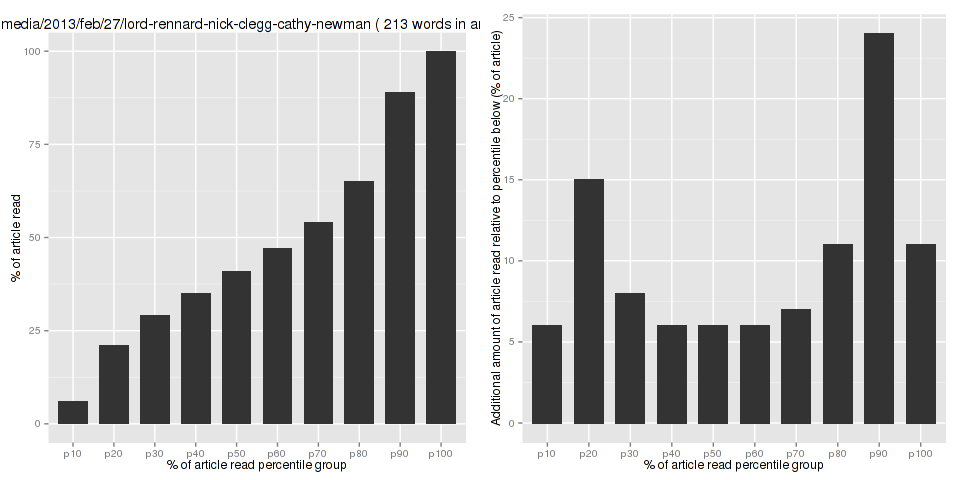 media/2013/feb/27/lord-rennard-nick-clegg-cathy-newman ( 213 words in ar
100
75
50
25
0
% of article read
p10 p20 p30 p40 p50 p60 p70 p80 p90 p100
% of article read percentile group
25
20
15
10
5
0
Additional amount of article read relative to percentile below (% of article)
p10 p20 p30 p40 p50 p60 p70 p80 p90 p100
% of article read percentile group